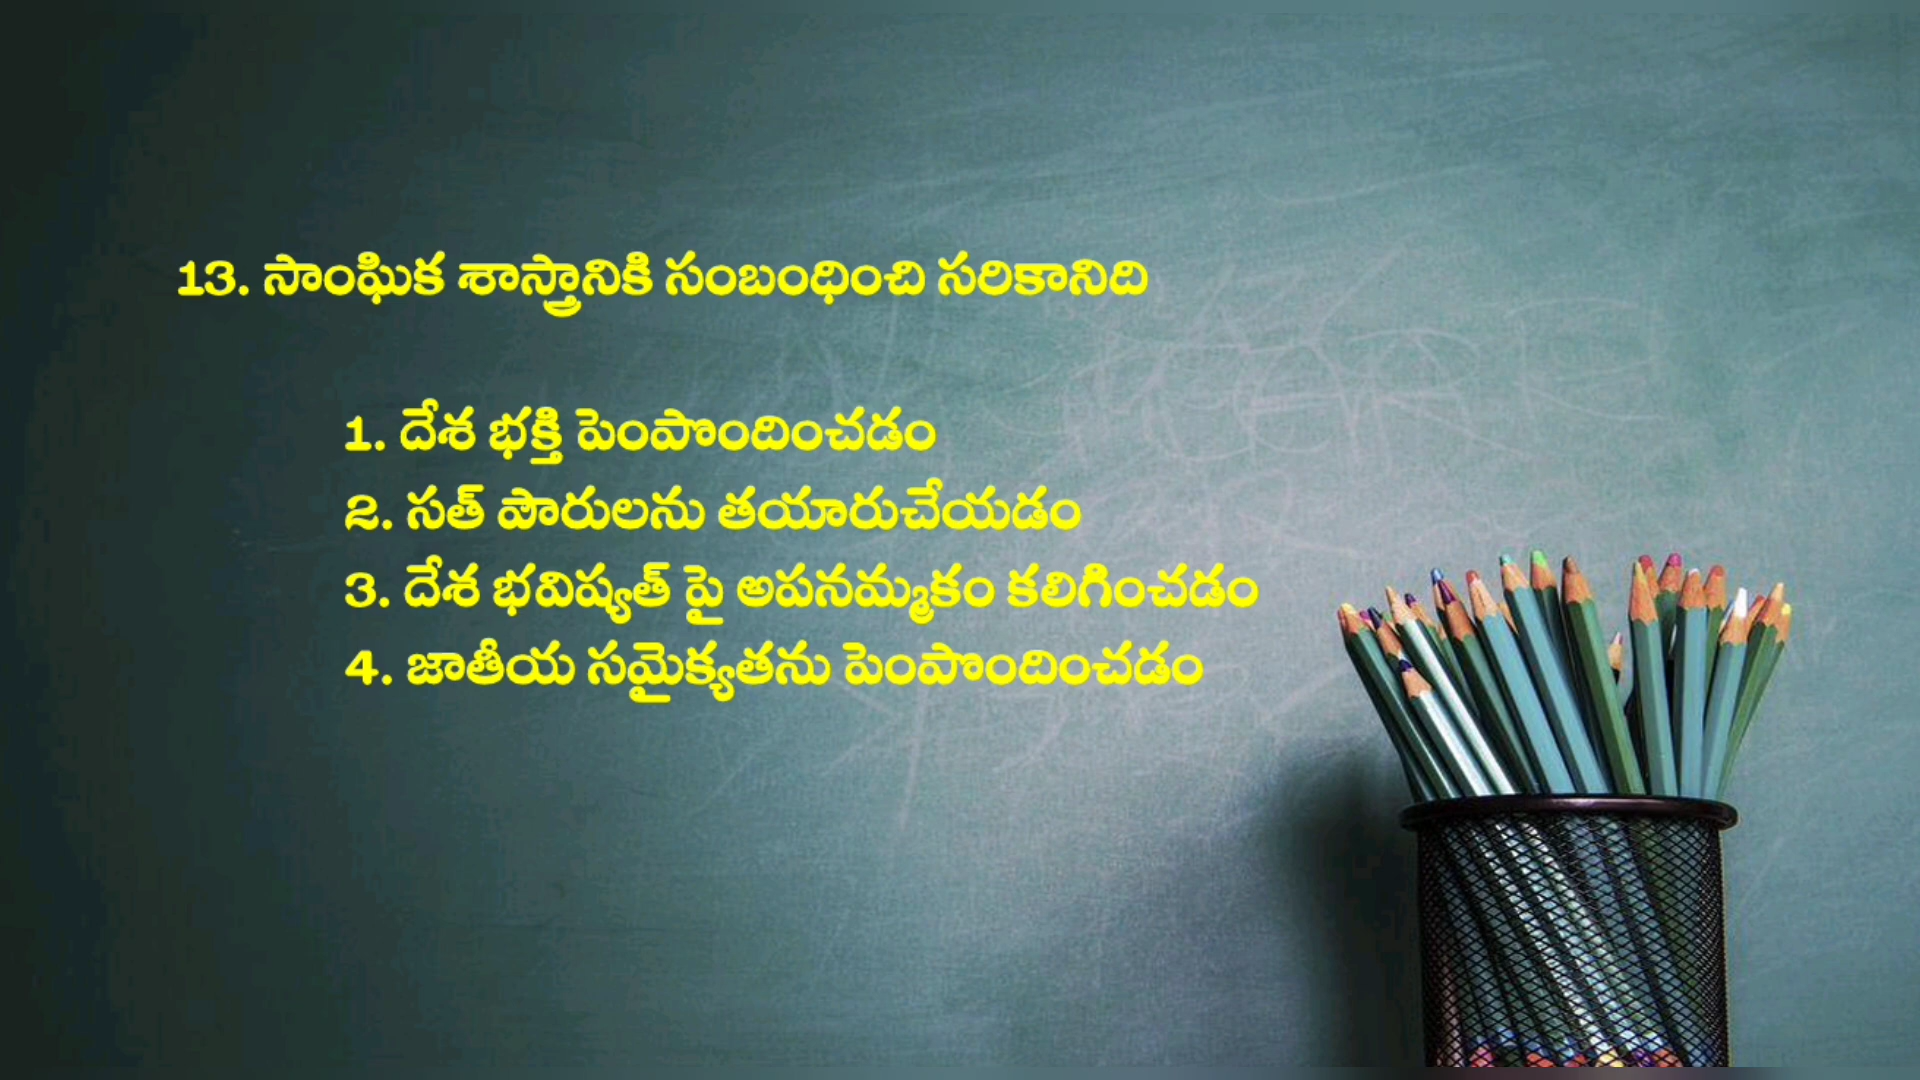 13. సాంఘిక శాస్త్రానికి సంబంధించి సరికానిది
1. దేశ భక్తి పెంపొందించడం
2. సత్ పౌరులను తయారుచేయడం
3. దేశ భవిష్యత్ పై అపనమ్మకం కలిగించడం
4. జాతీయ సమైక్యతను పెంపొందించడం